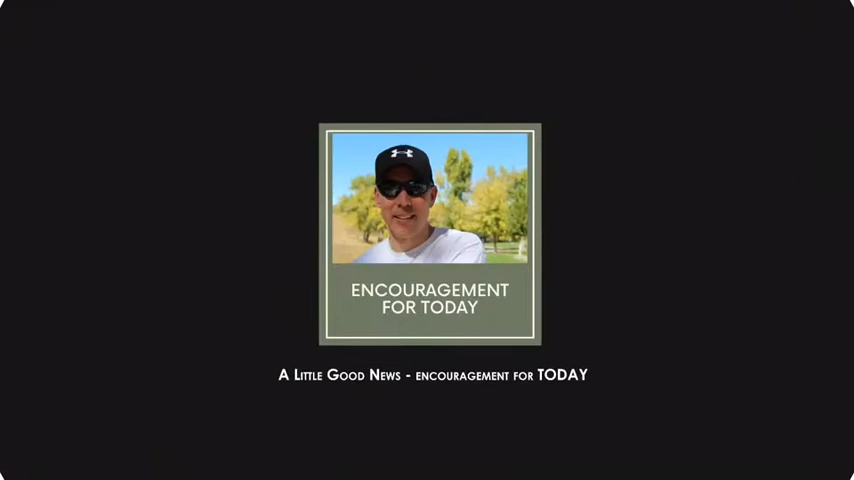 ENCOURAGEMENT
FOR TODAY
A Little Good News - encouragement for TODAY